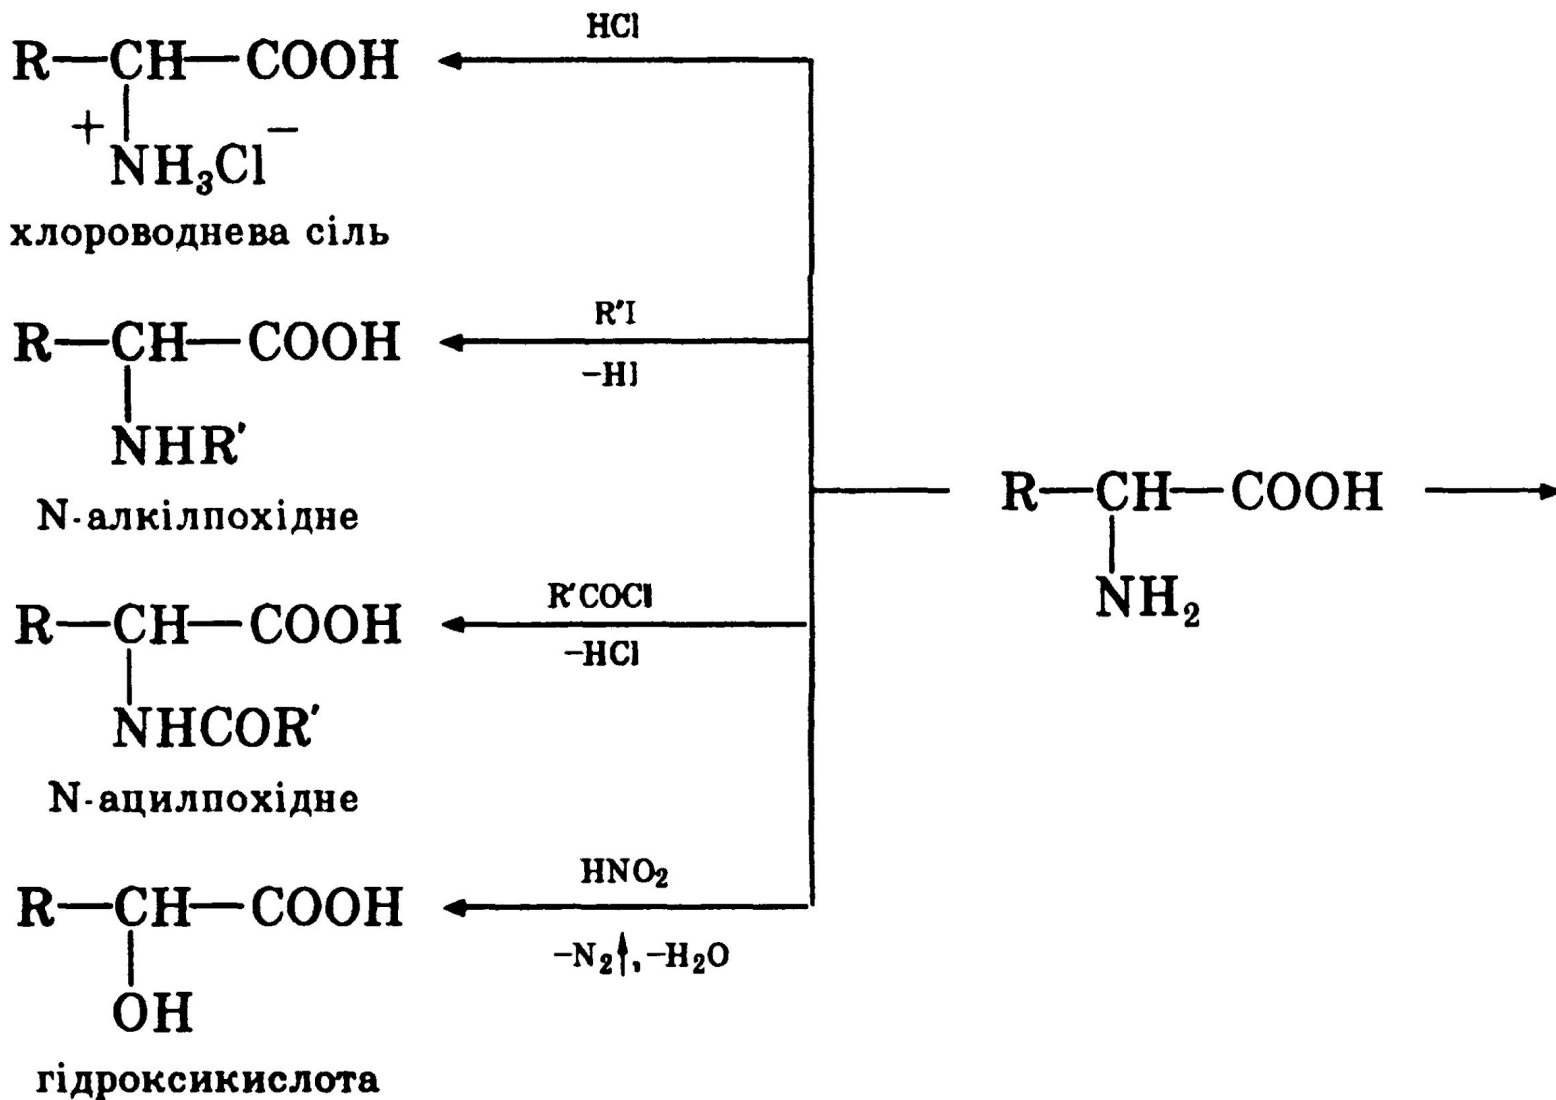 HCl
R—CH—COOH
+NH₃Cl−
хлороводнева сіль
R'I
−HI
R—CH—COOH
NHR'
N-алкілпохідне
R—CH—COOH
NH₂
R'COCl
−HCl
R—CH—COOH
NHCOR'
N-ацилпохідне
HNO₂
R—CH—COOH
−N₂↑, −H₂O
OH
гідроксикислота